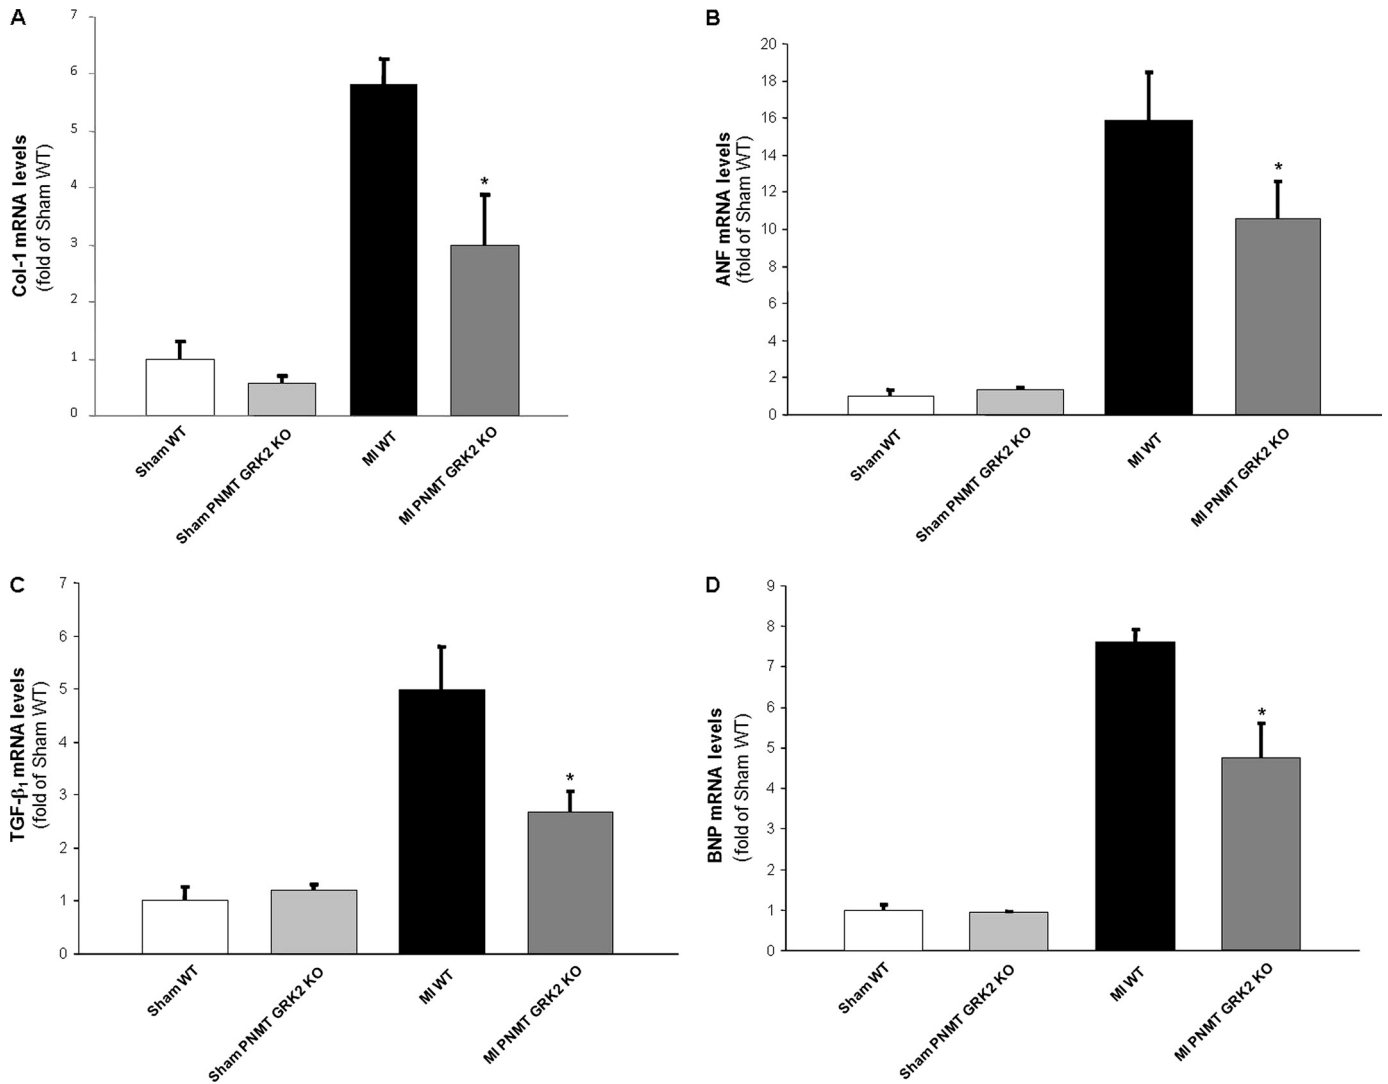 A
Col-1 mRNA levels
(fold of Sham WT)
7
6
5
4
3
2
1
0
*
Sham WT
Sham PNMT GRK2 KO
MI WT
MI PNMT GRK2 KO
B
ANF mRNA levels
(fold of Sham WT)
20
18
16
14
12
10
8
6
4
2
0
*
Sham WT
Sham PNMT GRK2 KO
MI WT
MI PNMT GRK2 KO
C
TGF-β₁ mRNA levels
(fold of Sham WT)
7
6
5
4
3
2
1
0
*
Sham WT
Sham PNMT GRK2 KO
MI WT
MI PNMT GRK2 KO
D
BNP mRNA levels
(fold of Sham WT)
9
8
7
6
5
4
3
2
1
0
*
Sham WT
Sham PNMT GRK2 KO
MI WT
MI PNMT GRK2 KO